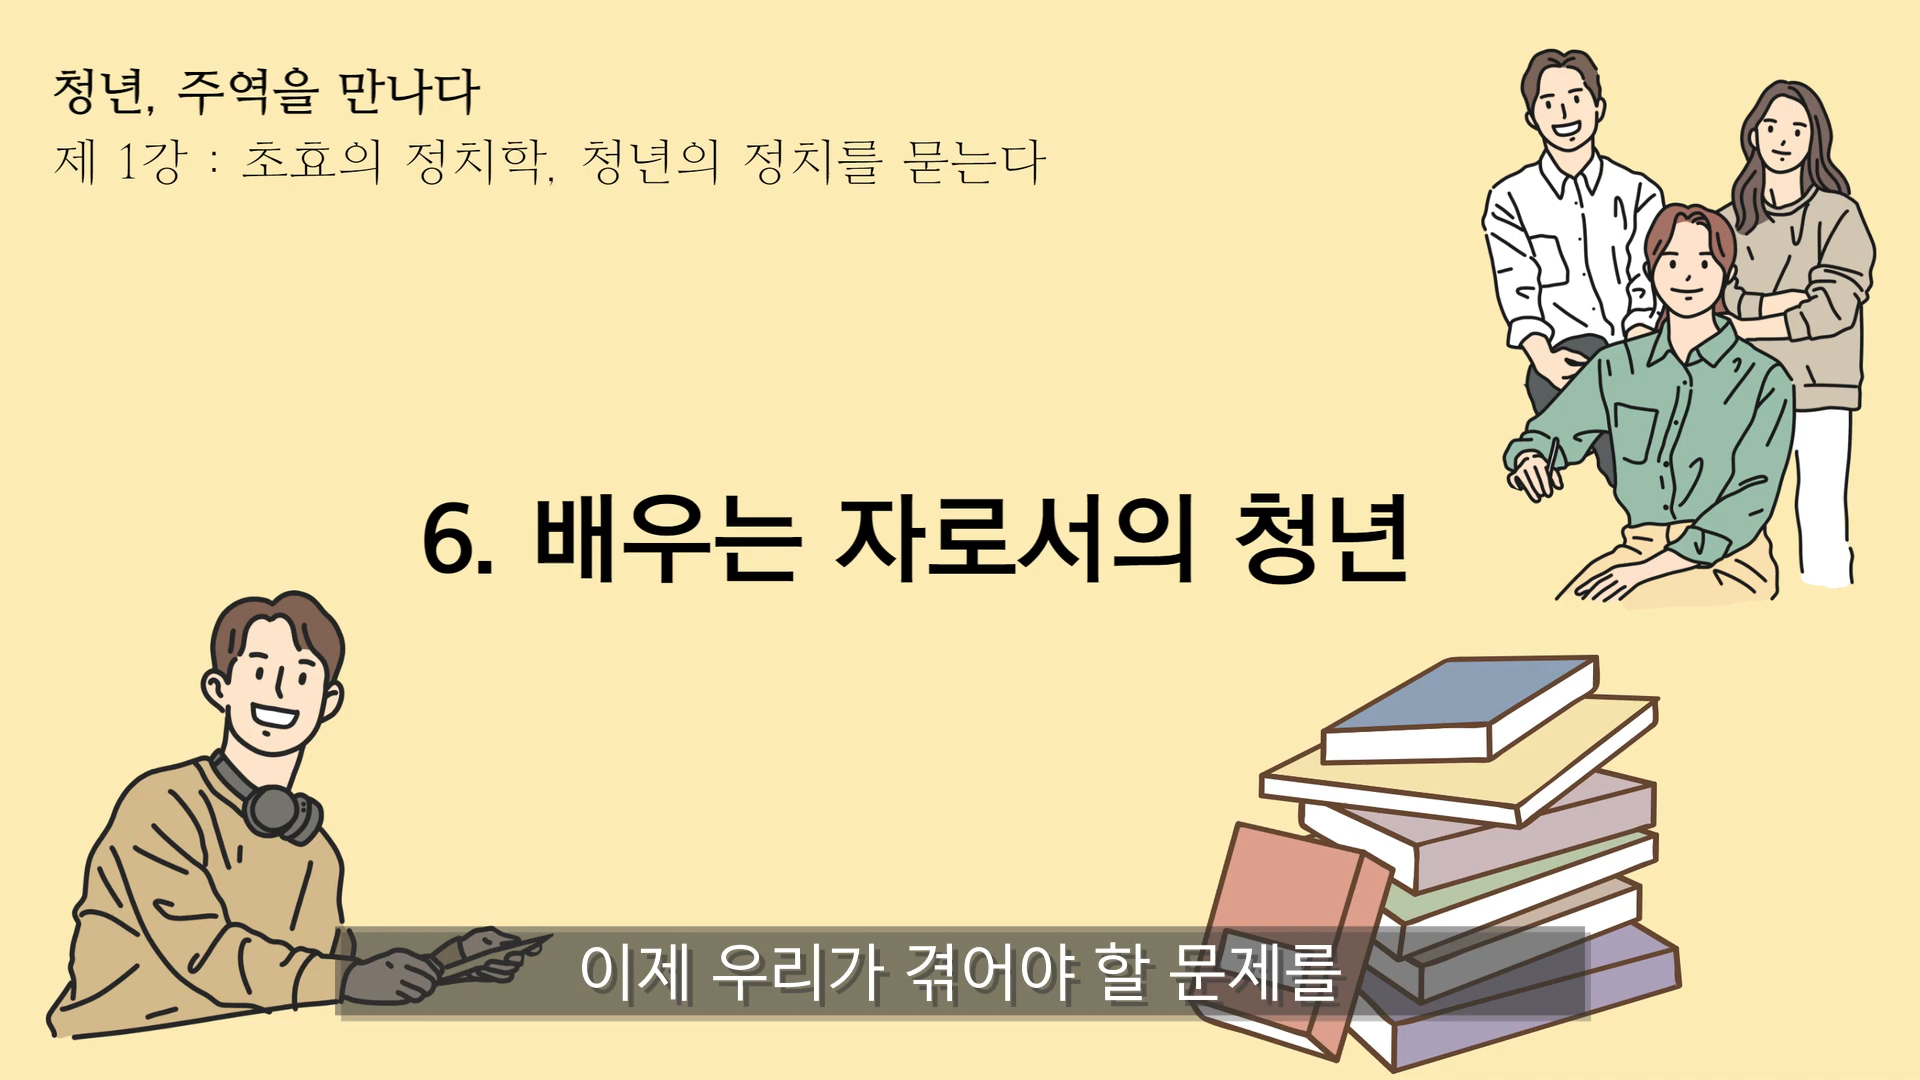 청년, 주역을 만나다
제 1강 : 초효의 정치학, 청년의 정치를 묻는다
6. 배우는 자로서의 청년
이제 우리가 겪어야 할 문제를